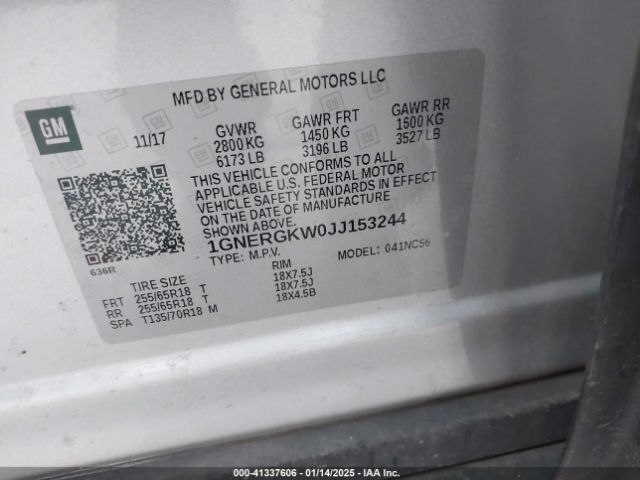 MFD BY GENERAL MOTORS LLC
GM
11/17
GVWR GAWR FRT GAWR RR
2800 KG 1450 KG 1600 KG
6173 LB 3196 LB 3527 LB
THIS VEHICLE CONFORMS TO ALL
APPLICABLE U.S. FEDERAL MOTOR
VEHICLE SAFETY STANDARDS IN EFFECT
ON THE DATE OF MANUFACTURE
SHOWN ABOVE.
1GNERGKW0JJ153244
TYPE: M.P.V. MODEL: 041NC56
636R
TIRE SIZE RIM
FRT 255/65R18 T 18X7.5J
RR 255/65R18 T 18X7.5J
SPA T135/70R18 M 18X4.5B
000-41337606 - 01/14/2025 - IAA Inc.